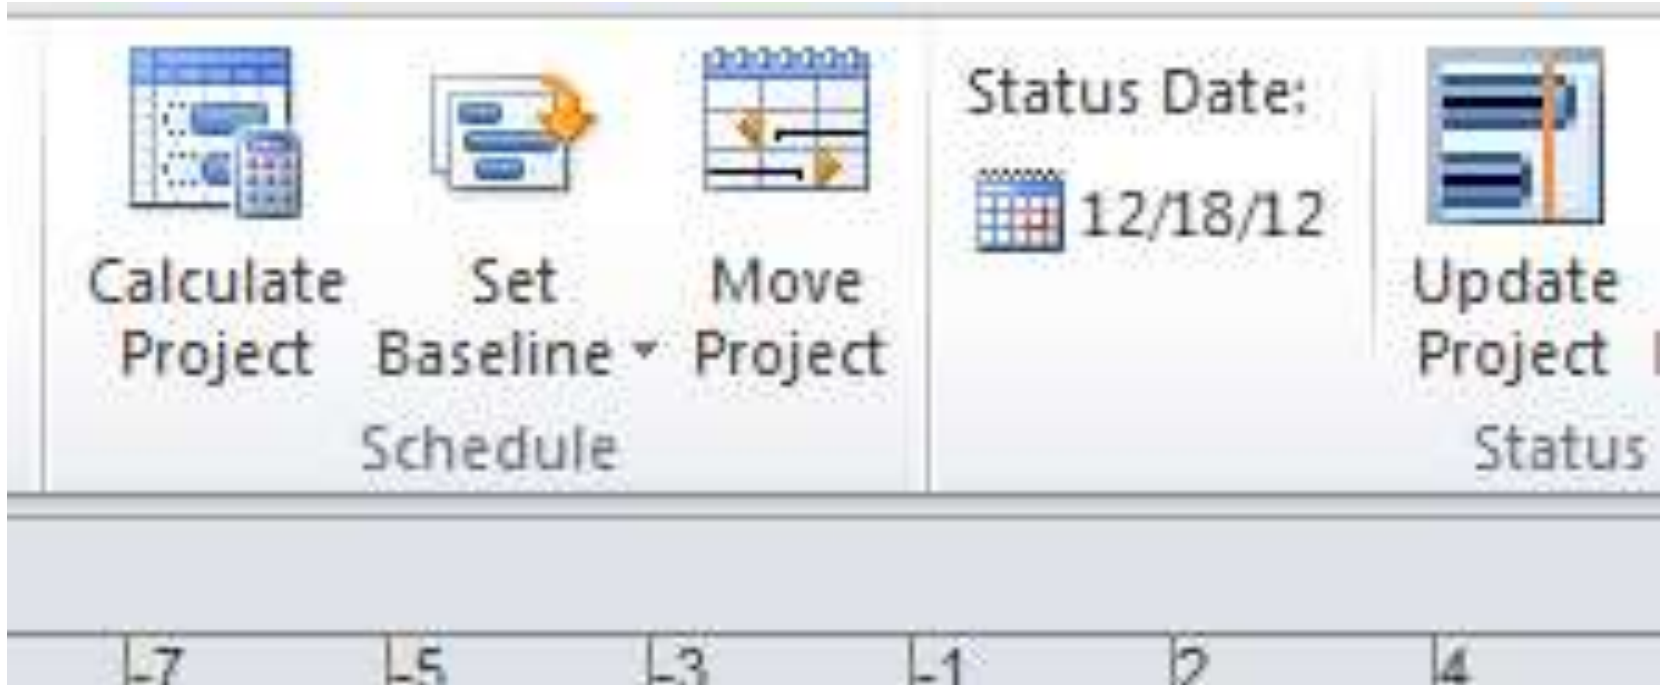 Calculate
Project
Set
Baseline
Move
Project
Schedule
Status Date:
12/18/12
Update
Project
Status
-7 -5 -3 -1 2 4